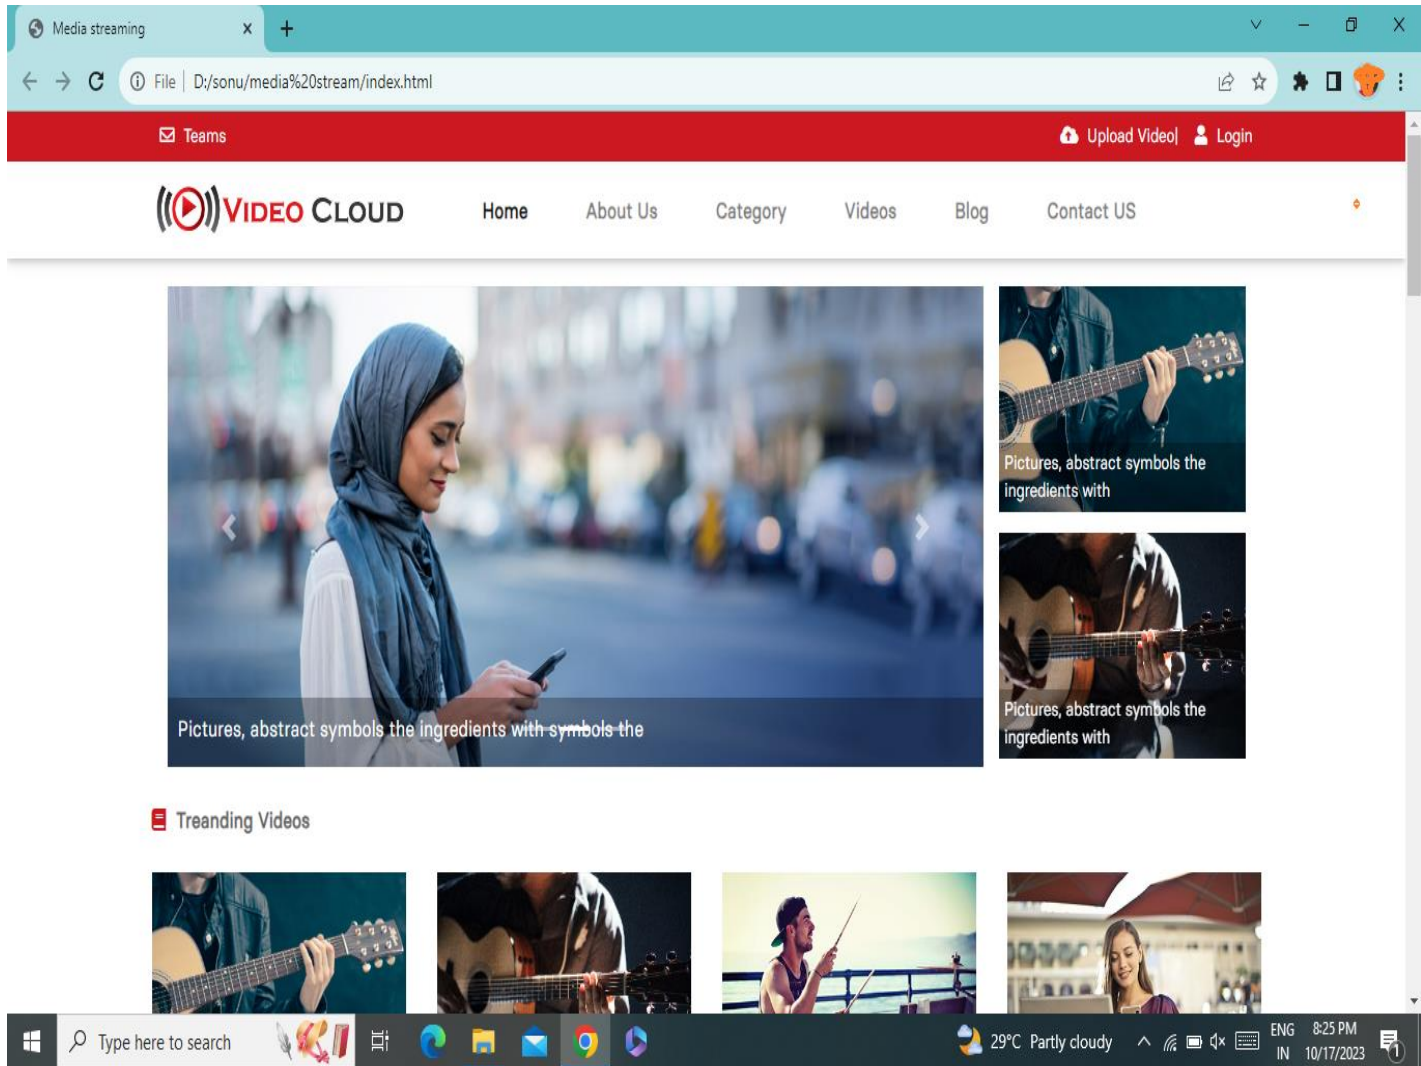 Media streaming
File | D:/sonu/media%20stream/index.html
Teams
Upload Video| Login
VIDEO CLOUD
Home About Us Category Videos Blog Contact US
Pictures, abstract symbols the
ingredients with
Pictures, abstract symbols the ingredients with symbols the
Pictures, abstract symbols the
ingredients with
Treanding Videos
Type here to search
29°C Partly cloudy
ENG
IN
8:25 PM
10/17/2023
1